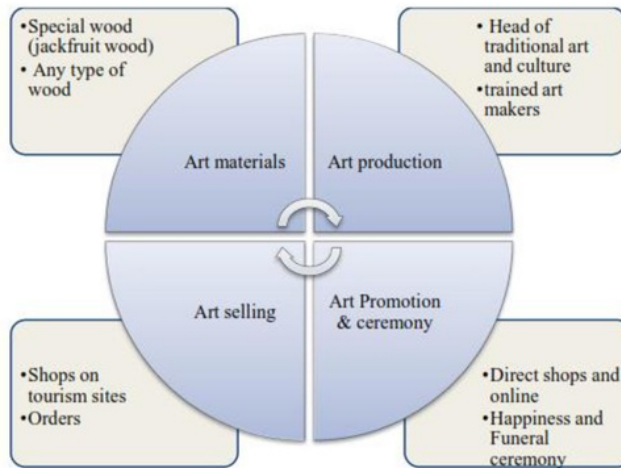 •Special wood
(jackfruit wood)
• Any type of
wood
•Head of
traditional art
and culture
•trained art
makers
Art materials
Art production
Art selling
Art Promotion
& ceremony
•Shops on
tourism sites
•Orders
•Direct shops and
online
•Happiness and
Funeral
ceremony